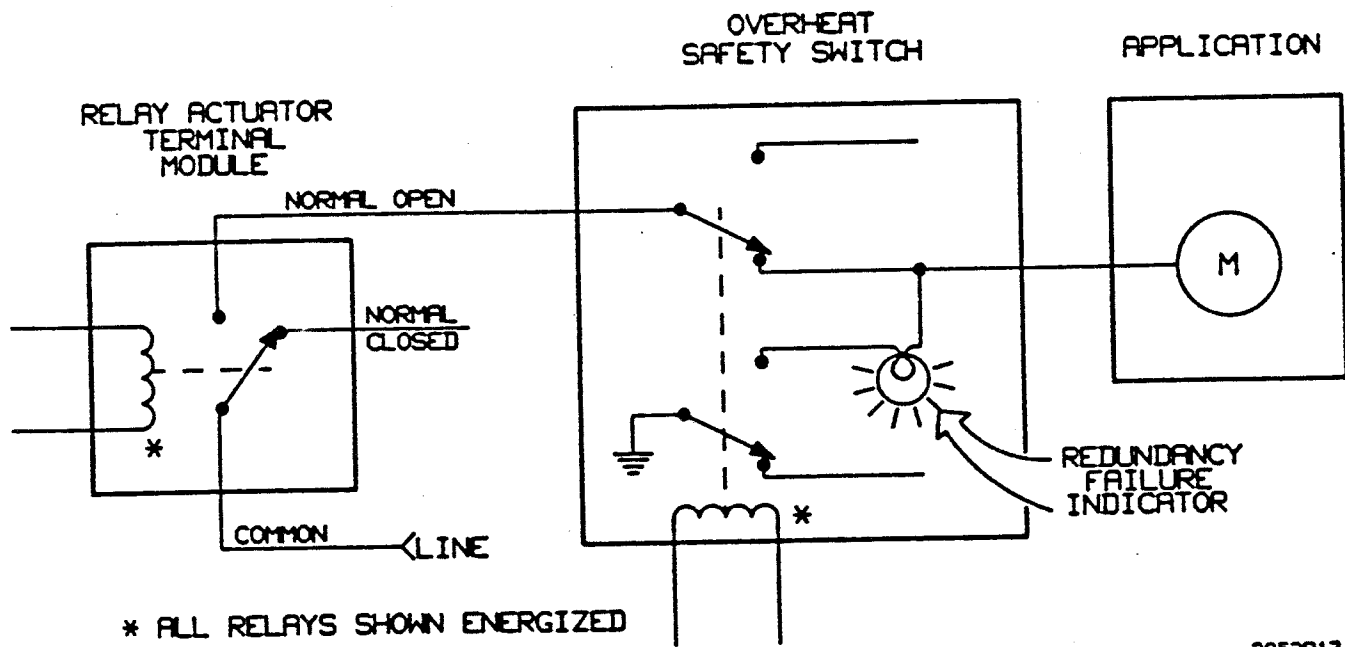 OVERHEAT
SAFETY SWITCH
APPLICATION
RELAY ACTUATOR
TERMINAL
MODULE
NORMAL OPEN
NORMAL
CLOSED
M
*
*
REDUNDANCY
FAILURE
INDICATOR
COMMON
LINE
* ALL RELAYS SHOWN ENERGIZED